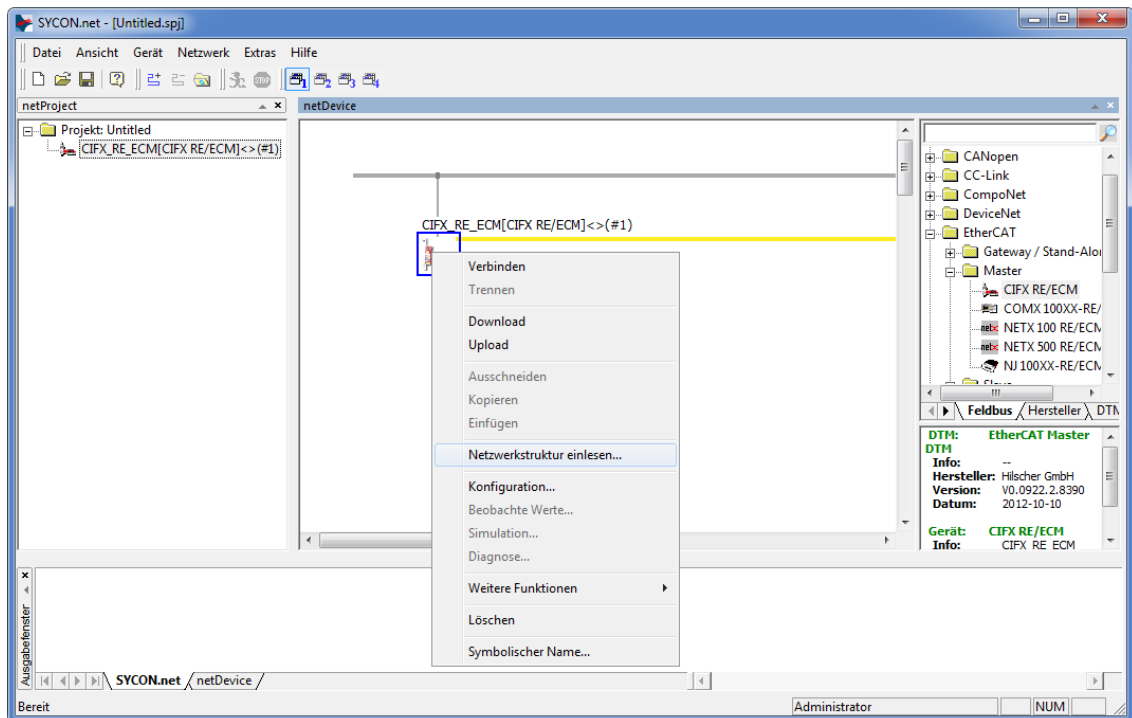 SYCON.net - [Untitled.spj]
Datei Ansicht Gerät Netzwerk Extras Hilfe
netProject
netDevice
Projekt: Untitled
CIFX_RE_ECM[CIFX RE/ECM]<>(#1)
CIFX_RE_ECM[CIFX RE/ECM]<>(#1)
Verbinden
Trennen
Download
Upload
Ausschneiden
Kopieren
Einfügen
Netzwerkstruktur einlesen...
Konfiguration...
Beobachte Werte...
Simulation...
Diagnose...
Weitere Funktionen
Löschen
Symbolischer Name...
CANopen
CC-Link
CompoNet
DeviceNet
EtherCAT
Gateway / Stand-Alo
Master
CIFX RE/ECM
COMX 100XX-RE/
NETX 100 RE/ECM
NETX 500 RE/ECM
NJ 100XX-RE/ECM
Feldbus Hersteller DTM
DTM: EtherCAT Master
DTM
Info: --
Hersteller: Hilscher GmbH
Version: V0.0922.2.8390
Datum: 2012-10-10
Gerät: CIFX RE/ECM
Info: CIFX RE ECM
Ausgabefenster
SYCON.net netDevice
Bereit
Administrator
NUM